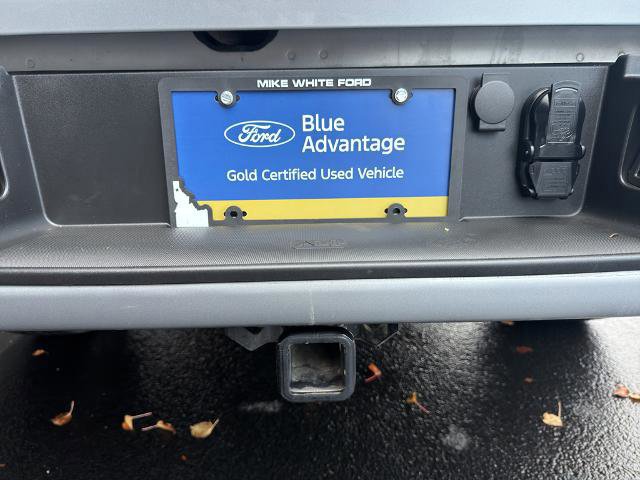 MIKE WHITE FORD
Ford
Blue
Advantage
Gold Certified Used Vehicle